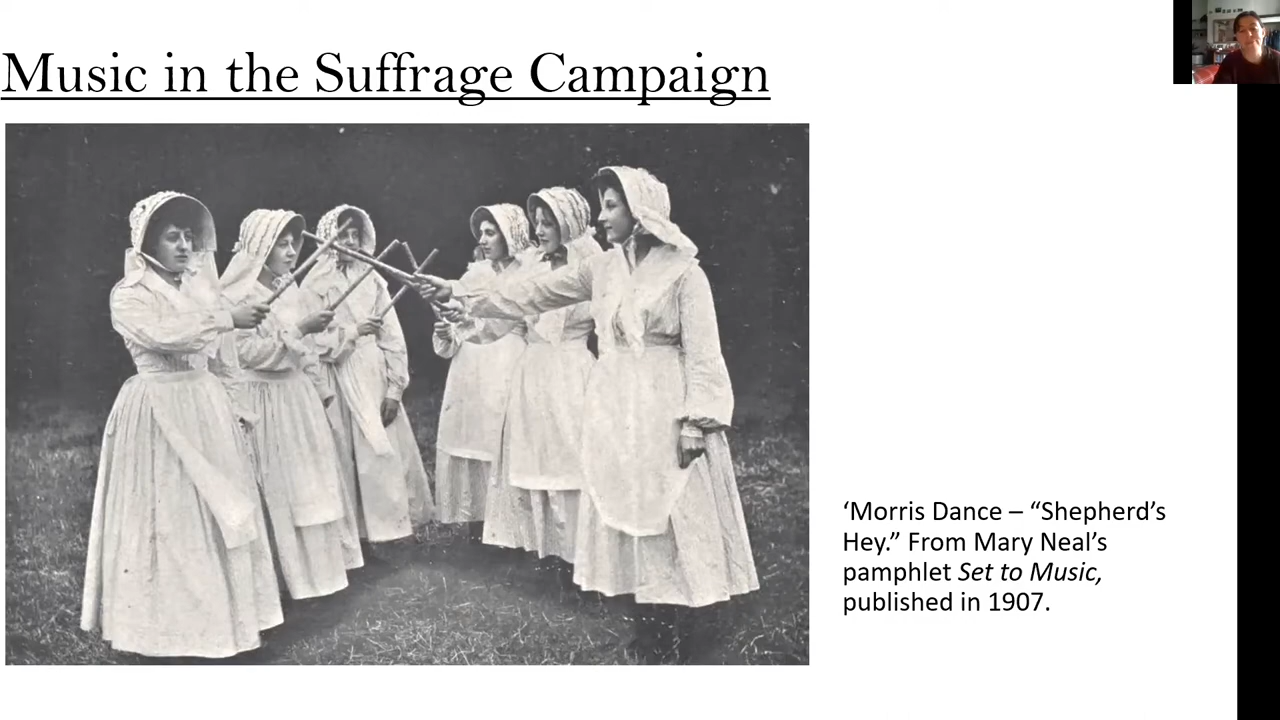 Music in the Suffrage Campaign
‘Morris Dance – “Shepherd’s
Hey.” From Mary Neal’s
pamphlet Set to Music,
published in 1907.